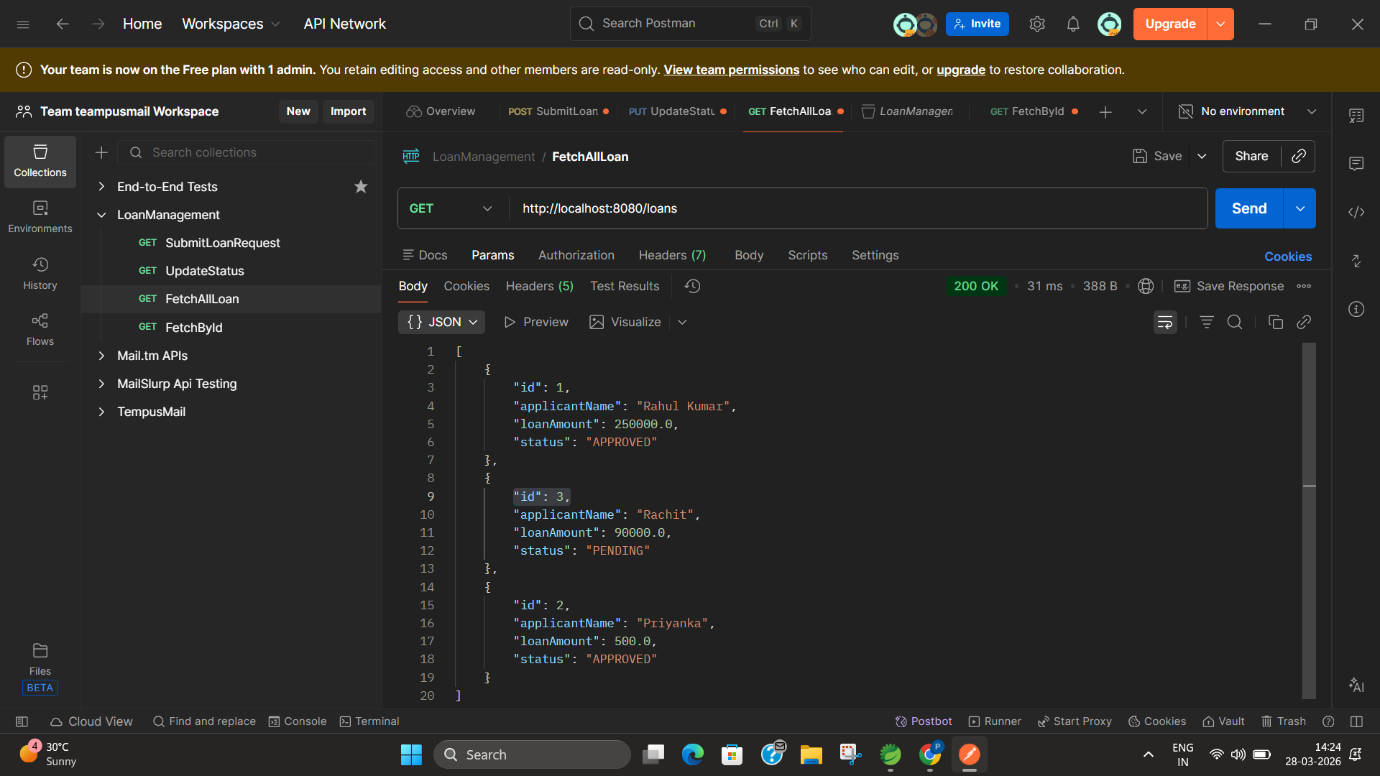 Home Workspaces API Network Search Postman Ctrl K Invite Upgrade
Your team is now on the Free plan with 1 admin. You retain editing access and other members are read-only. View team permissions to see who can edit, or upgrade to restore collaboration.
Team teampusmail Workspace New Import Overview POST SubmitLoan PUT UpdateStatu GET FetchAllLoa LoanManagem GET FetchById No environment
Collections
Environments
History
Flows
Files
BETA
Search collections
End-to-End Tests
LoanManagement
GET SubmitLoanRequest
GET UpdateStatus
GET FetchAllLoan
GET FetchById
Mail.tm APIs
MailSlurp Api Testing
TempusMail
HTTP LoanManagement / FetchAllLoan Save Share
GET http://localhost:8080/loans Send
Docs Params Authorization Headers (7) Body Scripts Settings Cookies
Body Cookies Headers (5) Test Results 200 OK • 31 ms • 388 B • e.g. Save Response
{} JSON Preview Visualize
1 [
2 {
3 "id": 1,
4 "applicantName": "Rahul Kumar",
5 "loanAmount": 250000.0,
6 "status": "APPROVED"
7 },
8 {
9 "id": 3,
10 "applicantName": "Rachit",
11 "loanAmount": 90000.0,
12 "status": "PENDING"
13 },
14 {
15 "id": 2,
16 "applicantName": "Priyanka",
17 "loanAmount": 500.0,
18 "status": "APPROVED"
19 }
20 ]
AI
Cloud View Find and replace Console Terminal Postbot Runner Start Proxy Cookies Vault Trash
4 30°C
Sunny
Search
P
ENG
IN
14:24
28-03-2026